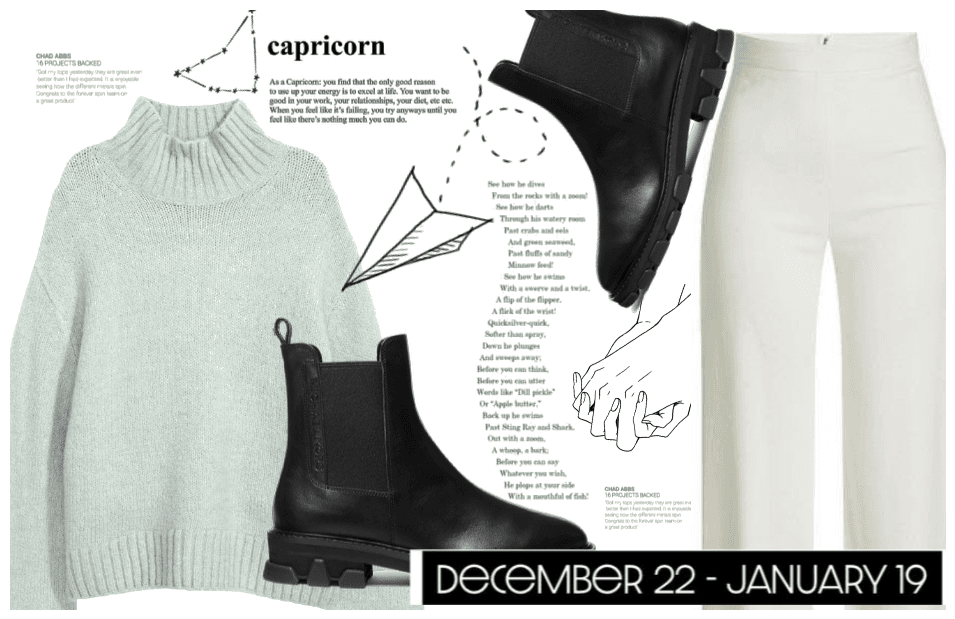 CHAD ABBS
16 PROJECTS BACKED
"Got my tops yesterday they are great even
better than I had expected. It is enjoyable
seeing how the different minis spin
Congrats to the forever spin team on
a great product"
capricorn
As a Capricorn: you find that the only good reason
to use up your energy is to excel at life. You want to be
good in your work, your relationships, your diet, etc etc.
When you feel like it's failing, you try anyways until you
feel like there's nothing much you can do.
See how he dives
From the rocks with a zoom!
See how he darts
Through his watery room
Past crabs and eels
And green seaweed,
Past fluffs of sandy
Minnow feed!
See how he swims
With a swerve and a twist,
A flip of the flipper,
A flick of the wrist!
Quicksilver-quick,
Softer than spray,
Down he plunges
And sweeps away;
Before you can think,
Before you can utter
Words like "Dill pickle"
Or "Apple butter,"
Back up he swims
Past Sting Ray and Shark,
Out with a zoom,
A whoop, a bark;
Before you can say
Whatever you wish,
He plops at your side
With a mouthful of fish!
CHAD ABBS
16 PROJECTS BACKED
"Got my tops yesterday they are great even
better than I had expected. It is enjoyable
seeing how the different minis spin
Congrats to the forever spin team on
a great product"
DECEMBER 22 - JANUARY 19